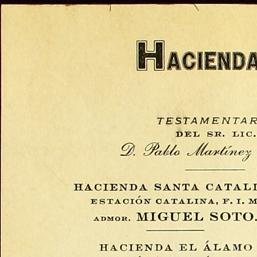 HACIENDA
TESTAMENTAR
DEL SR. LIC.
D. Pablo Martínez
HACIENDA SANTA CATALI
ESTACIÓN CATALINA, F. I. M
ADMOR. MIGUEL SOTO.
HACIENDA EL ÁLAMO